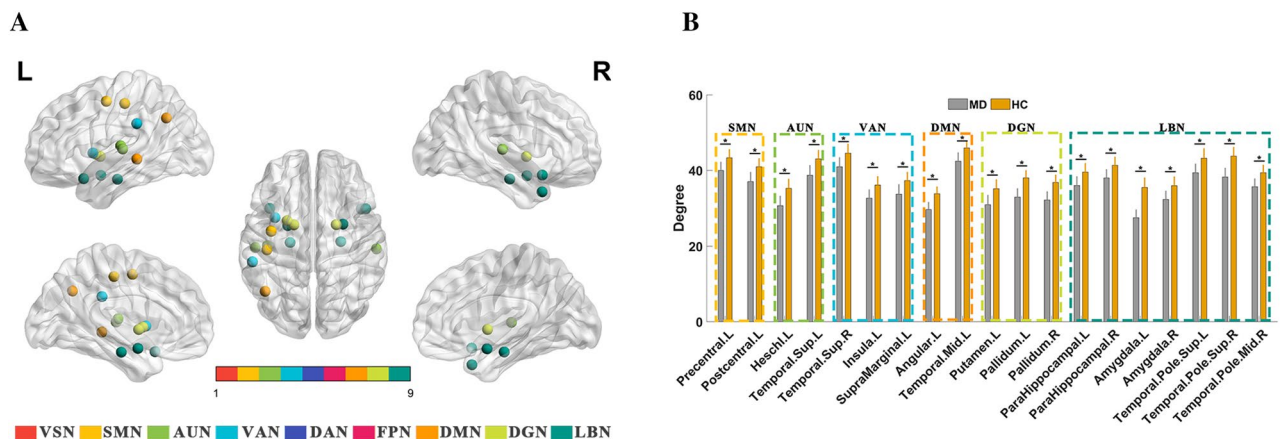 A
B
L
R
1
9
VSN SMN AUN VAN DAN FPN DMN DGN LBN
MD HC
SMN AUN VAN DMN DGN LBN
Degree
60
40
20
0
* * * * * * * * * * * * * * * * * * *
Precentral.L
Postcentral.L
Heschl.L
Temporal.Sup.L
Temporal.Sup.R
Insula.L
SupraMarginal.L
Angular.L
Temporal.Mid.L
Putamen.L
Pallidum.L
Pallidum.R
ParaHippocampal.L
ParaHippocampal.R
Amygdala.L
Amygdala.R
Temporal.Pole.Sup.L
Temporal.Pole.Sup.R
Temporal.Pole.Mid.R